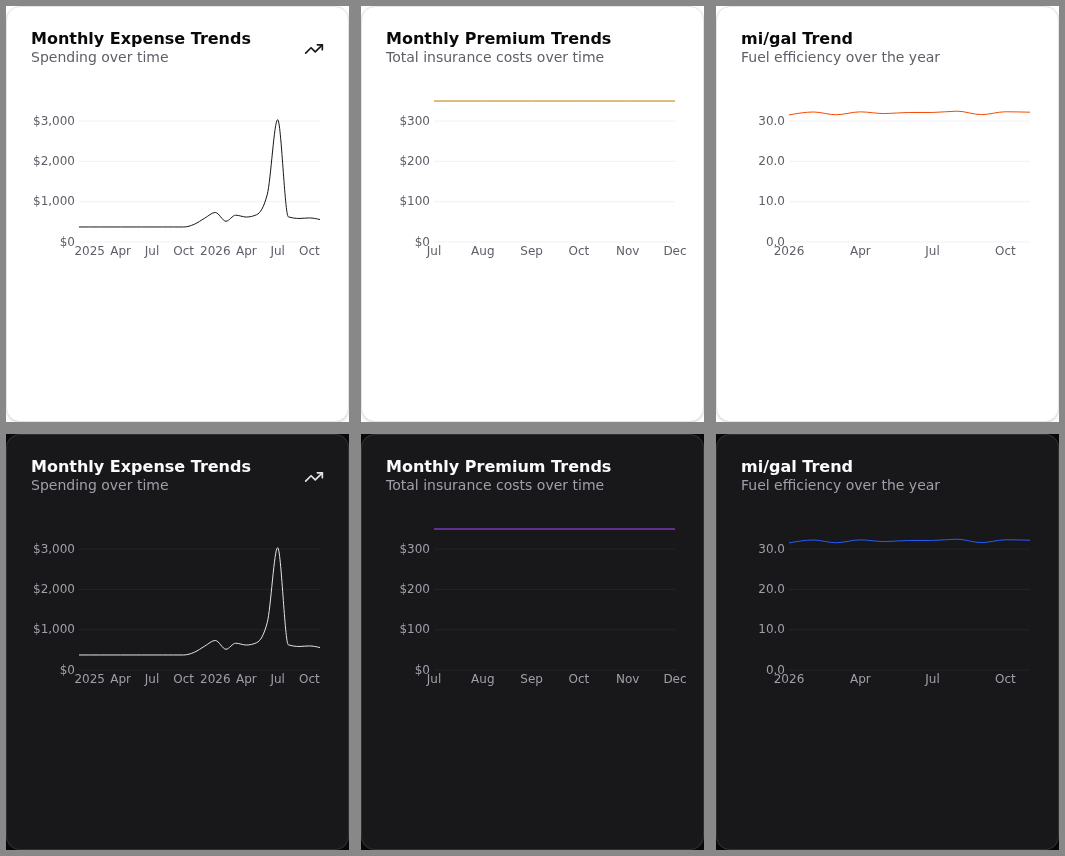 Monthly Expense Trends
Spending over time
$3,000
$2,000
$1,000
$0
2025 Apr Jul Oct 2026 Apr Jul Oct
Monthly Premium Trends
Total insurance costs over time
$300
$200
$100
$0
Jul Aug Sep Oct Nov Dec
mi/gal Trend
Fuel efficiency over the year
30.0
20.0
10.0
0.0
2026 Apr Jul Oct
Monthly Expense Trends
Spending over time
$3,000
$2,000
$1,000
$0
2025 Apr Jul Oct 2026 Apr Jul Oct
Monthly Premium Trends
Total insurance costs over time
$300
$200
$100
$0
Jul Aug Sep Oct Nov Dec
mi/gal Trend
Fuel efficiency over the year
30.0
20.0
10.0
0.0
2026 Apr Jul Oct